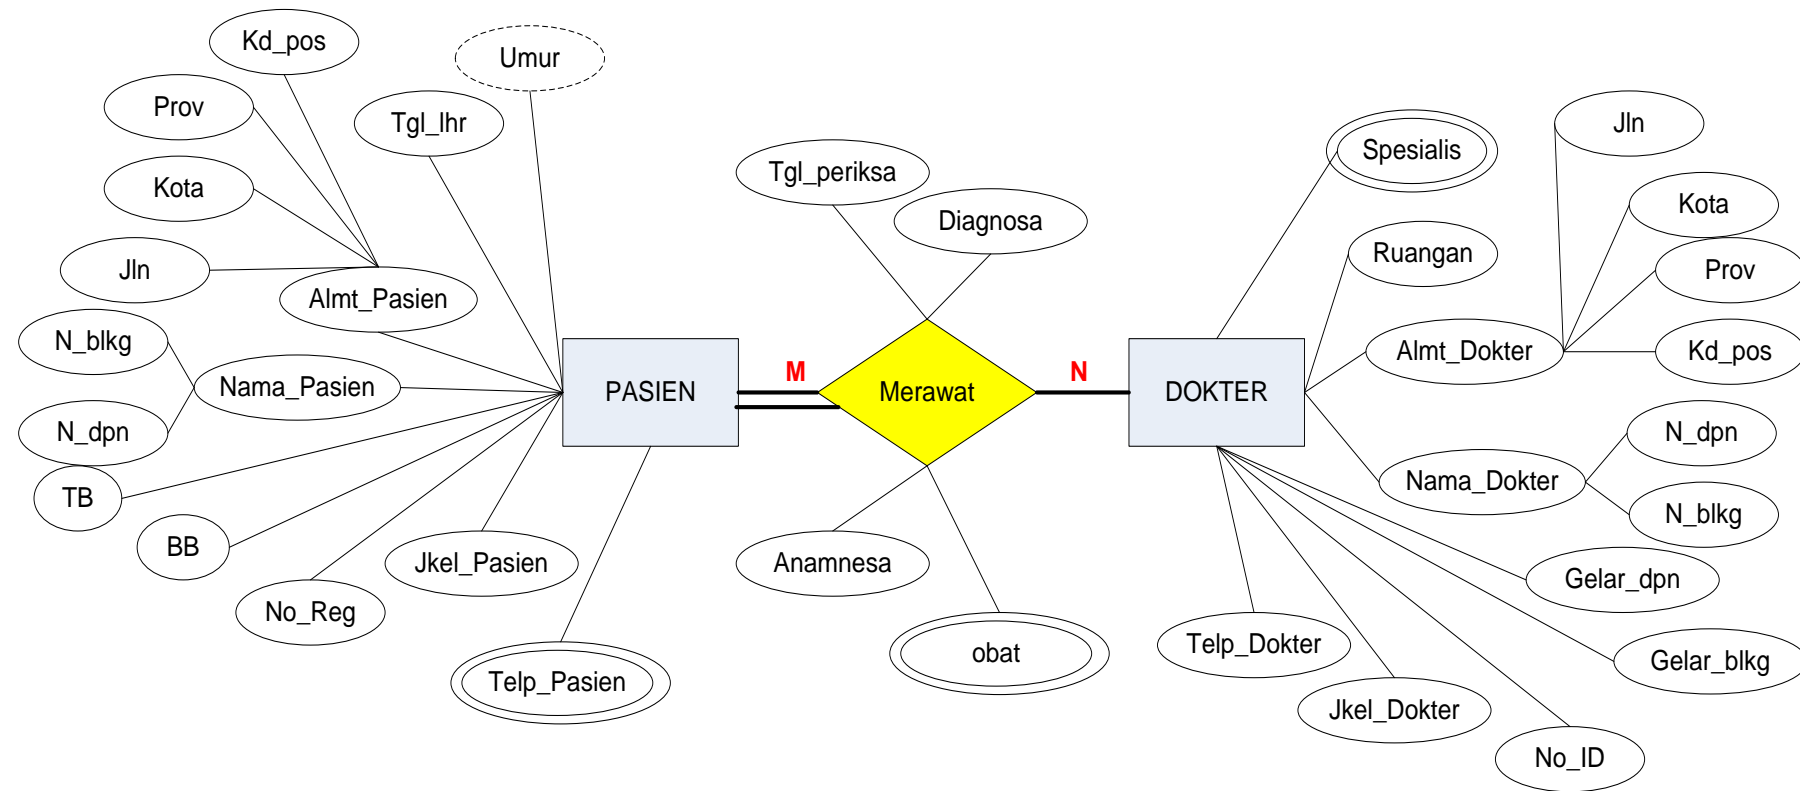 Kd_pos
Umur
Prov
Tgl_lhr
Jln
Spesialis
Tgl_periksa
Kota
Diagnosa
Kota
Ruangan
Prov
Jln
Almt_Pasien
N_blkg
Almt_Dokter
Kd_pos
Nama_Pasien
PASIEN
M
Merawat
N
DOKTER
N_dpn
N_dpn
Nama_Dokter
TB
N_blkg
BB
Jkel_Pasien
Anamnesa
Gelar_dpn
No_Reg
Telp_Dokter
obat
Gelar_blkg
Telp_Pasien
Jkel_Dokter
No_ID